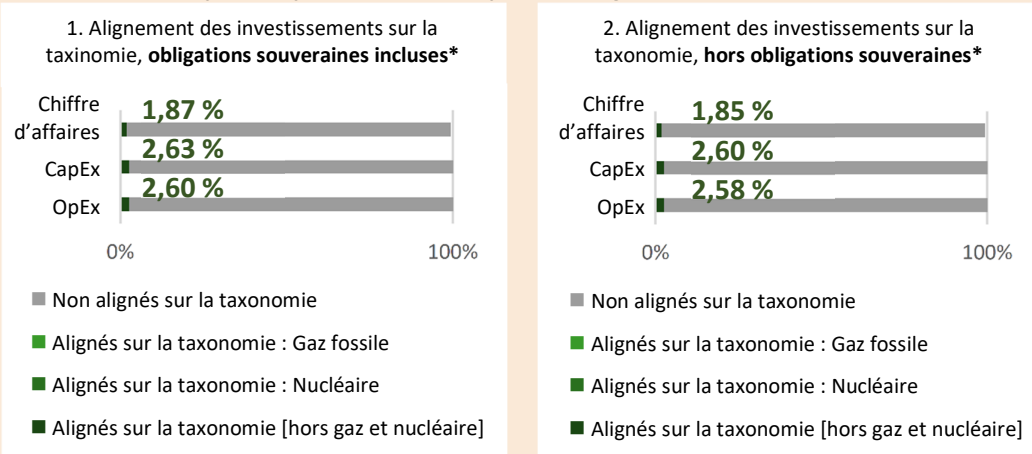 1. Alignement des investissements sur la
taxinomie, obligations souveraines incluses*
Chiffre
d'affaires
1,87 %
CapEx
2,63 %
OpEx
2,60 %
0%
100%
Non alignés sur la taxonomie
Alignés sur la taxonomie : Gaz fossile
Alignés sur la taxonomie : Nucléaire
Alignés sur la taxonomie [hors gaz et nucléaire]
2. Alignement des investissements sur la
taxonomie, hors obligations souveraines*
Chiffre
d'affaires
1,85 %
CapEx
2,60 %
OpEx
2,58 %
0%
100%
Non alignés sur la taxonomie
Alignés sur la taxonomie : Gaz fossile
Alignés sur la taxonomie : Nucléaire
Alignés sur la taxonomie [hors gaz et nucléaire]